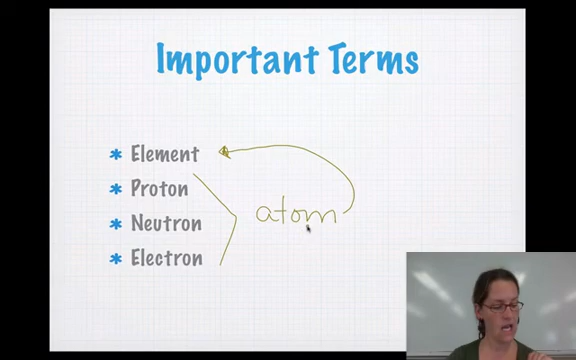 Important Terms
* Element
* Proton
* Neutron
* Electron
atom